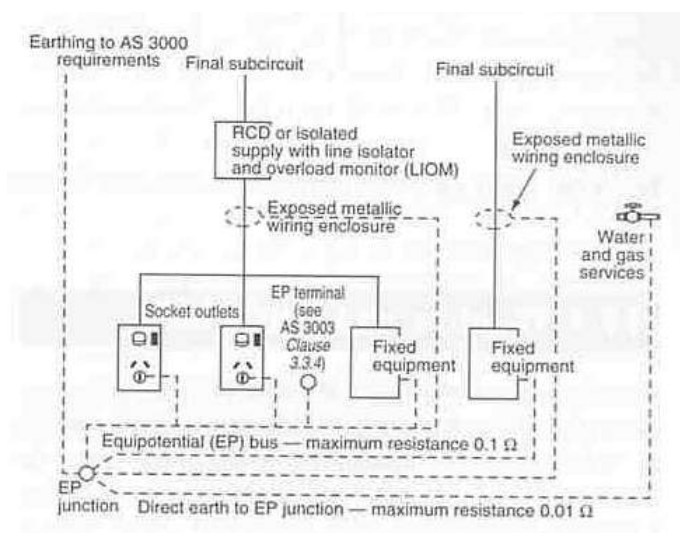 Earthing to AS 3000
requirements
Final subcircuit
Final subcircuit
RCD or isolated
supply with line isolator
and overload monitor (LIOM)
Exposed metallic
wiring enclosure
Exposed metallic
wiring enclosure
Water
and gas
services
Socket outlets
EP terminal
(see
AS 3003
Clause
3.3.4)
Fixed
equipment
Fixed
equipment
Equipotential (EP) bus — maximum resistance 0.1 Ω
EP
junction
Direct earth to EP junction — maximum resistance 0.01 Ω